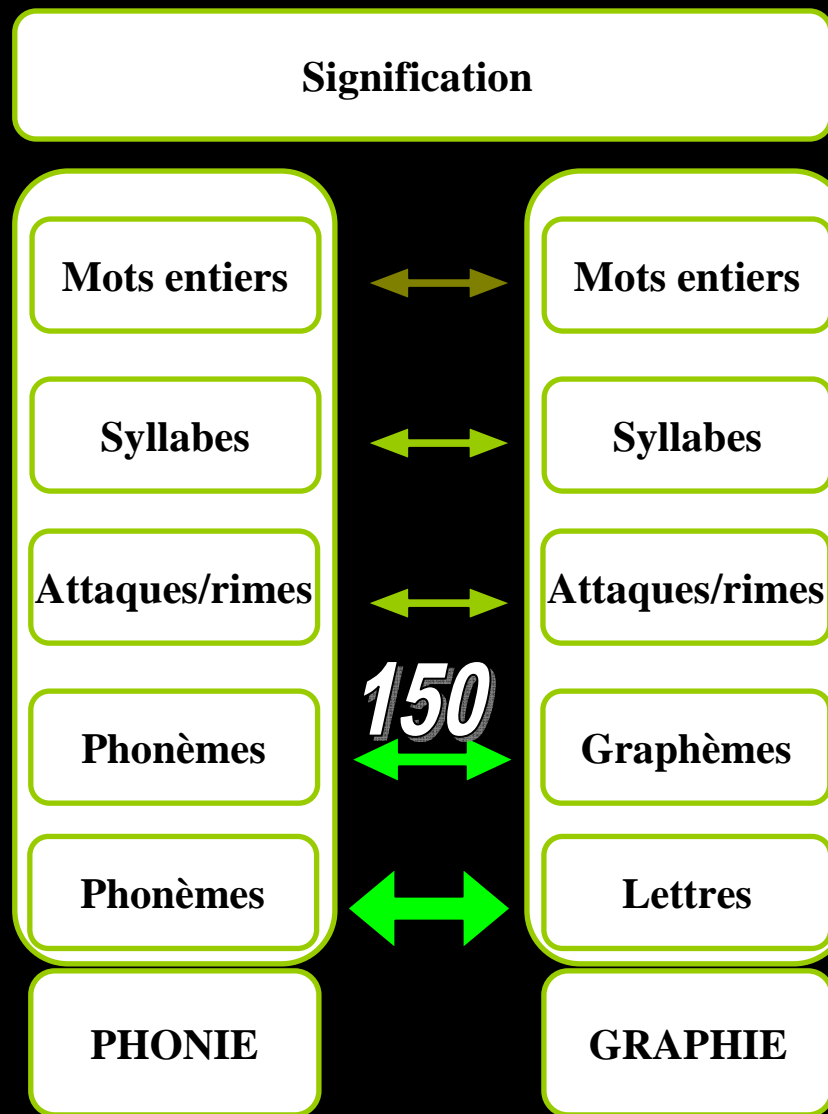 Signification
Mots entiers
Mots entiers
Syllabes
Syllabes
Attaques/rimes
Attaques/rimes
150
Phonèmes
Graphèmes
Phonèmes
Lettres
PHONIE
GRAPHIE